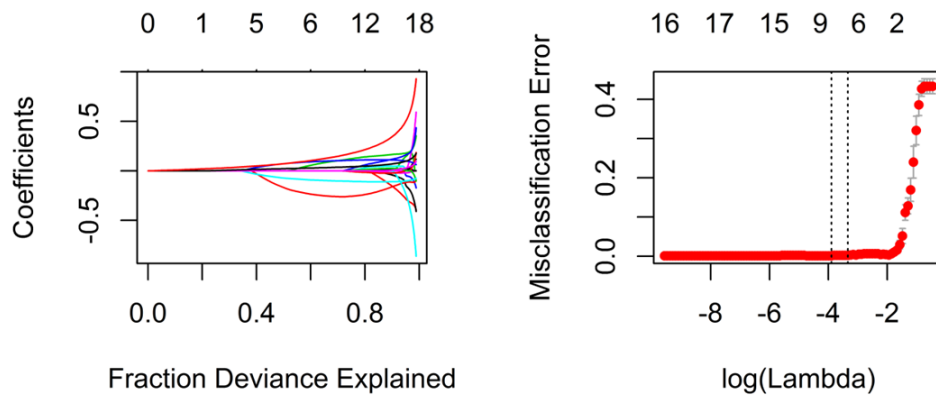 0 1 5 6 12 18
Coefficients
0.5
-0.5
0.0 0.4 0.8
Fraction Deviance Explained
16 17 15 9 6 2
Misclassification Error
0.4
0.2
0.0
-8 -6 -4 -2
log(Lambda)